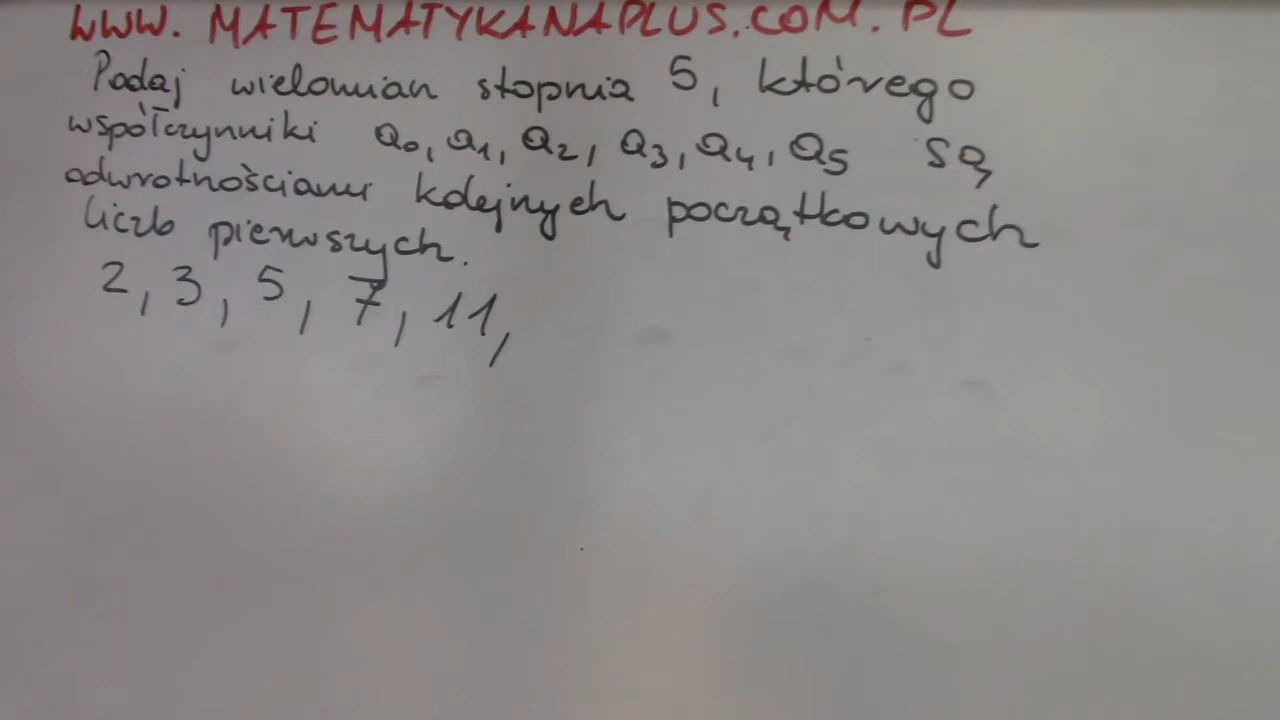 WWW. MATEMATYKANAPLUS.COM.PL
Podaj wielomian stopnia 5, którego
współczynniki a₀, a₁, a₂, a₃, a₄, a₅ są
odwrotnościami kolejnych początkowych
liczb pierwszych.
2, 3, 5, 7, 11,